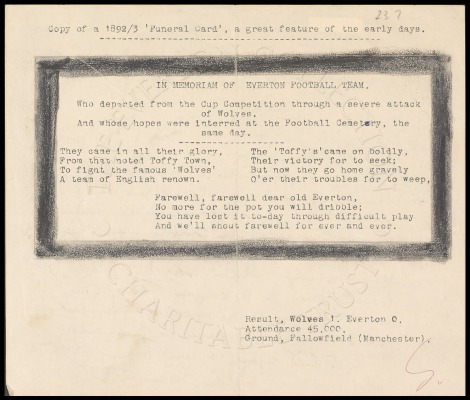 23 ?
Copy of a 1892/3 'Funeral Card', a great feature of the early days.
IN MEMORIAM OF EVERTON FOOTBALL TEAM,
Who departed from the Cup Competition through a severe attack
of Wolves,
And whose hopes were interred at the Football Cemetry, the
same day.
They came in all their glory,
From that noted Toffy Town,
To fight the famous 'Wolves'
A team of English renown.
The 'Toffy's'came on boldly,
Their victory for to seek;
But now they go home gravely
O'er their troubles for to weep,
Farewell, farewell dear old Everton,
No more for the pot you will dribble;
You have lost it to-day through difficult play
And we'll shout farewell for ever and ever.
CHARITABLE TRUST
Result, Wolves 1. Everton 0.
Attendance 45,000.
Ground, Fallowfield (Manchester).